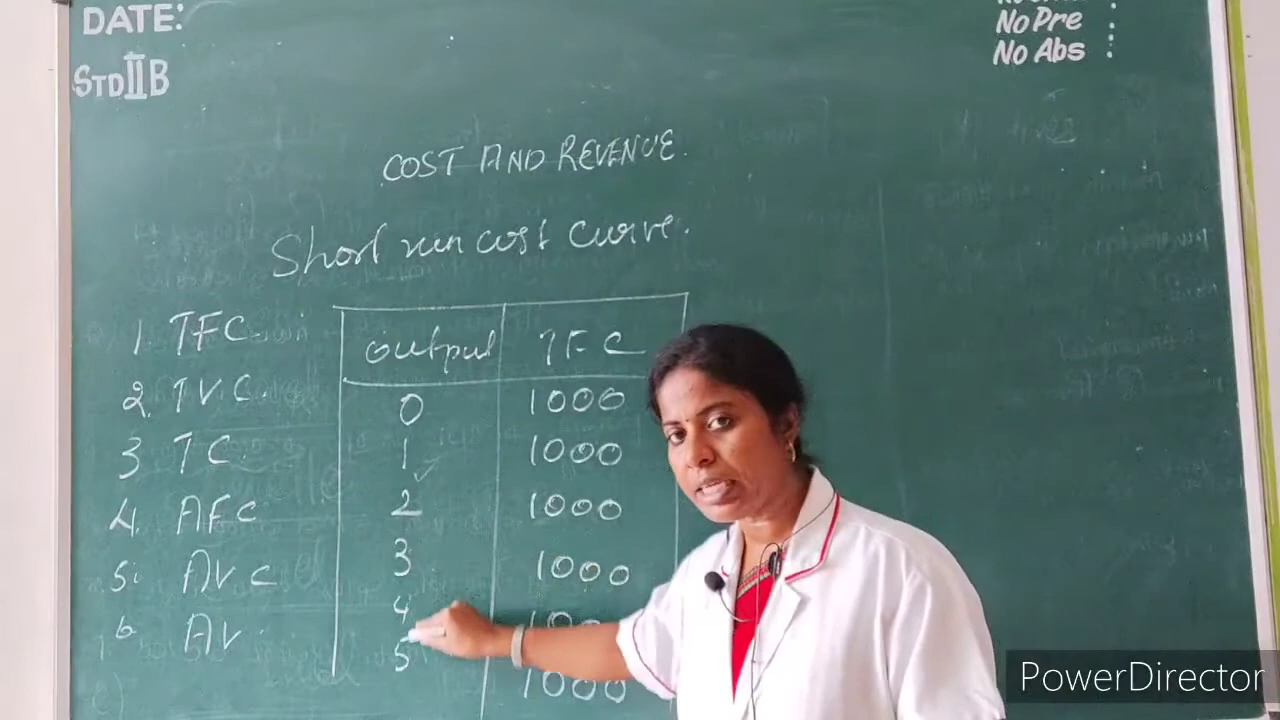 DATE:
STD II B
No Pre :
No Abs :
COST AND REVENUE.
Short run cost curve.
1. TFC
2. TVC.
3 TC.
4. AFC
5. AVC
6 AV
output TFC
0 1000
1 1000
2 1000
3 1000
4
5 1000
PowerDirector